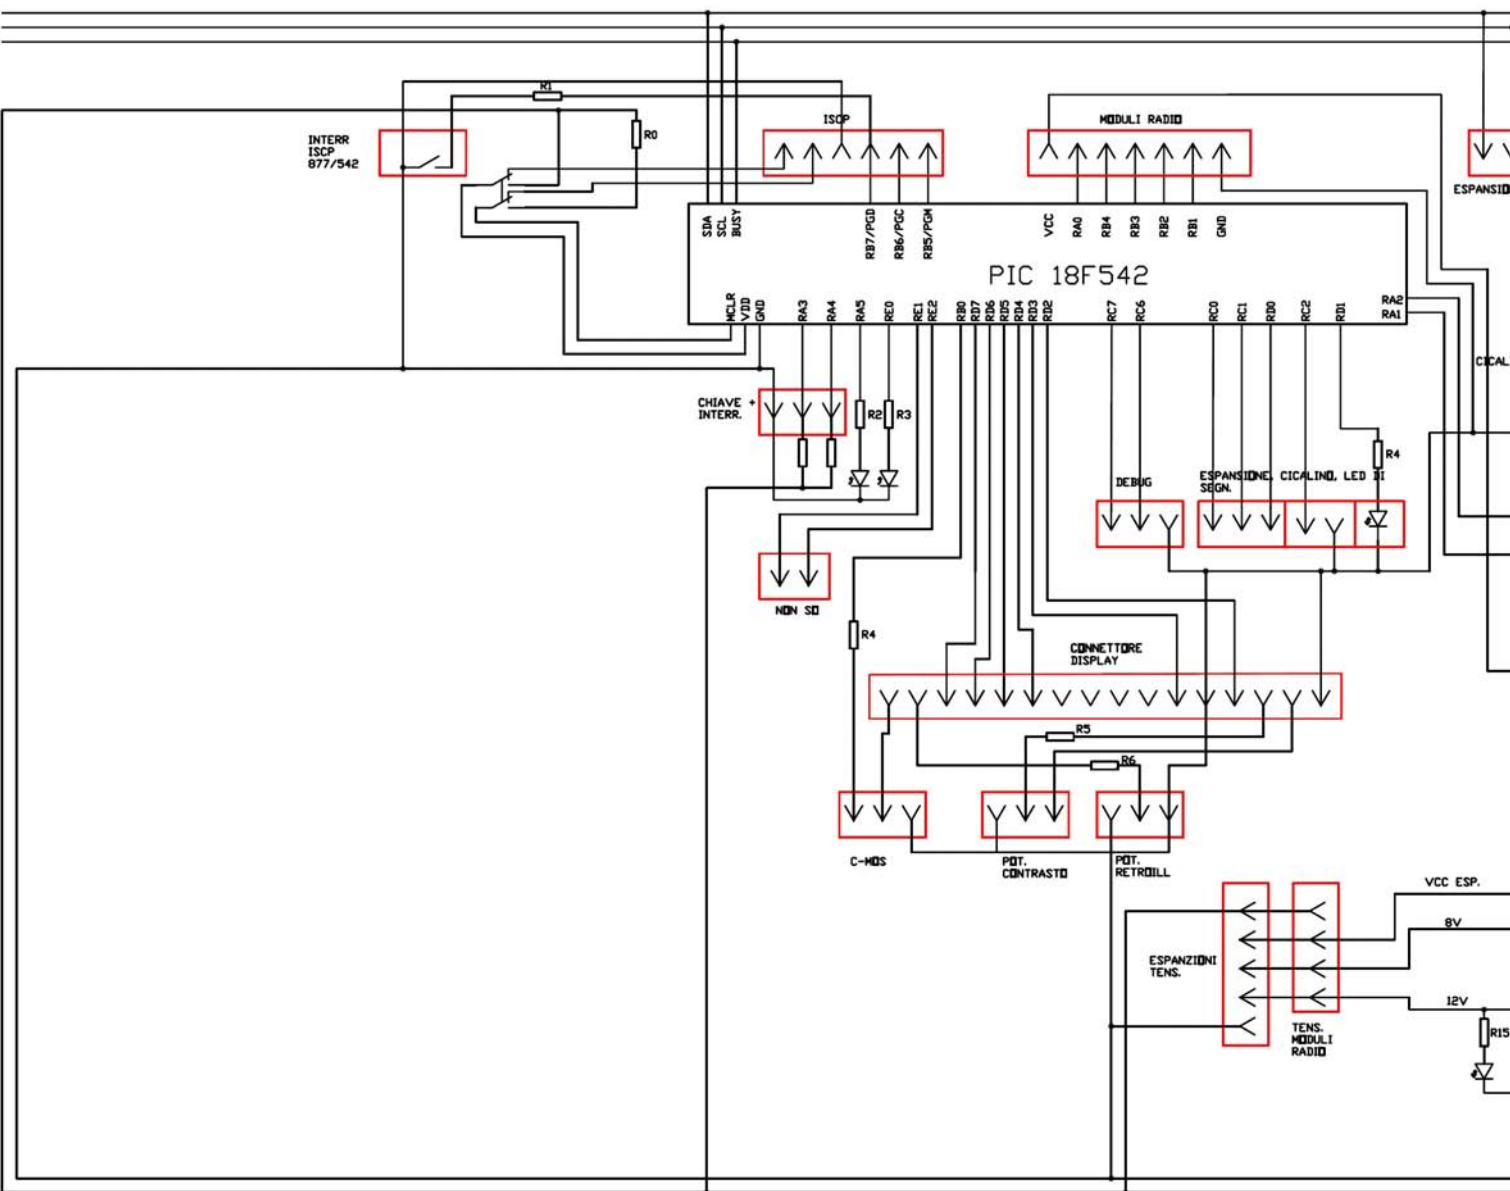 R1
INTERR
ISCP
877/542
R0
ISCP
MODULI RADIO
ESPANSIO
SDA
SCL
BUSY
RB7/PGD
RB6/PGC
RB5/PGM
VCC
RA0
RB4
RB3
RB2
RB1
GND
PIC 18F542
MCLR
VDD
GND
RA3
RA4
RA5
RE0
RE1
RE2
RB0
RD7
RD6
RD5
RD4
RD3
RD2
RC7
RC6
RC0
RC1
RD0
RC2
RD1
RA2
RA1
CICAL
CHIAVE +
INTERR.
R2
R3
R4
DEBUG
ESPANSIONE, CICALINO, LED DI
SEGN.
NON SO
R4
CONNETTORE
DISPLAY
R5
R6
C-MOS
POT.
CONTRASTO
POT.
RETROILL
VCC ESP.
8V
ESPANZIONI
TENS.
12V
TENS.
MODULI
RADIO
R15